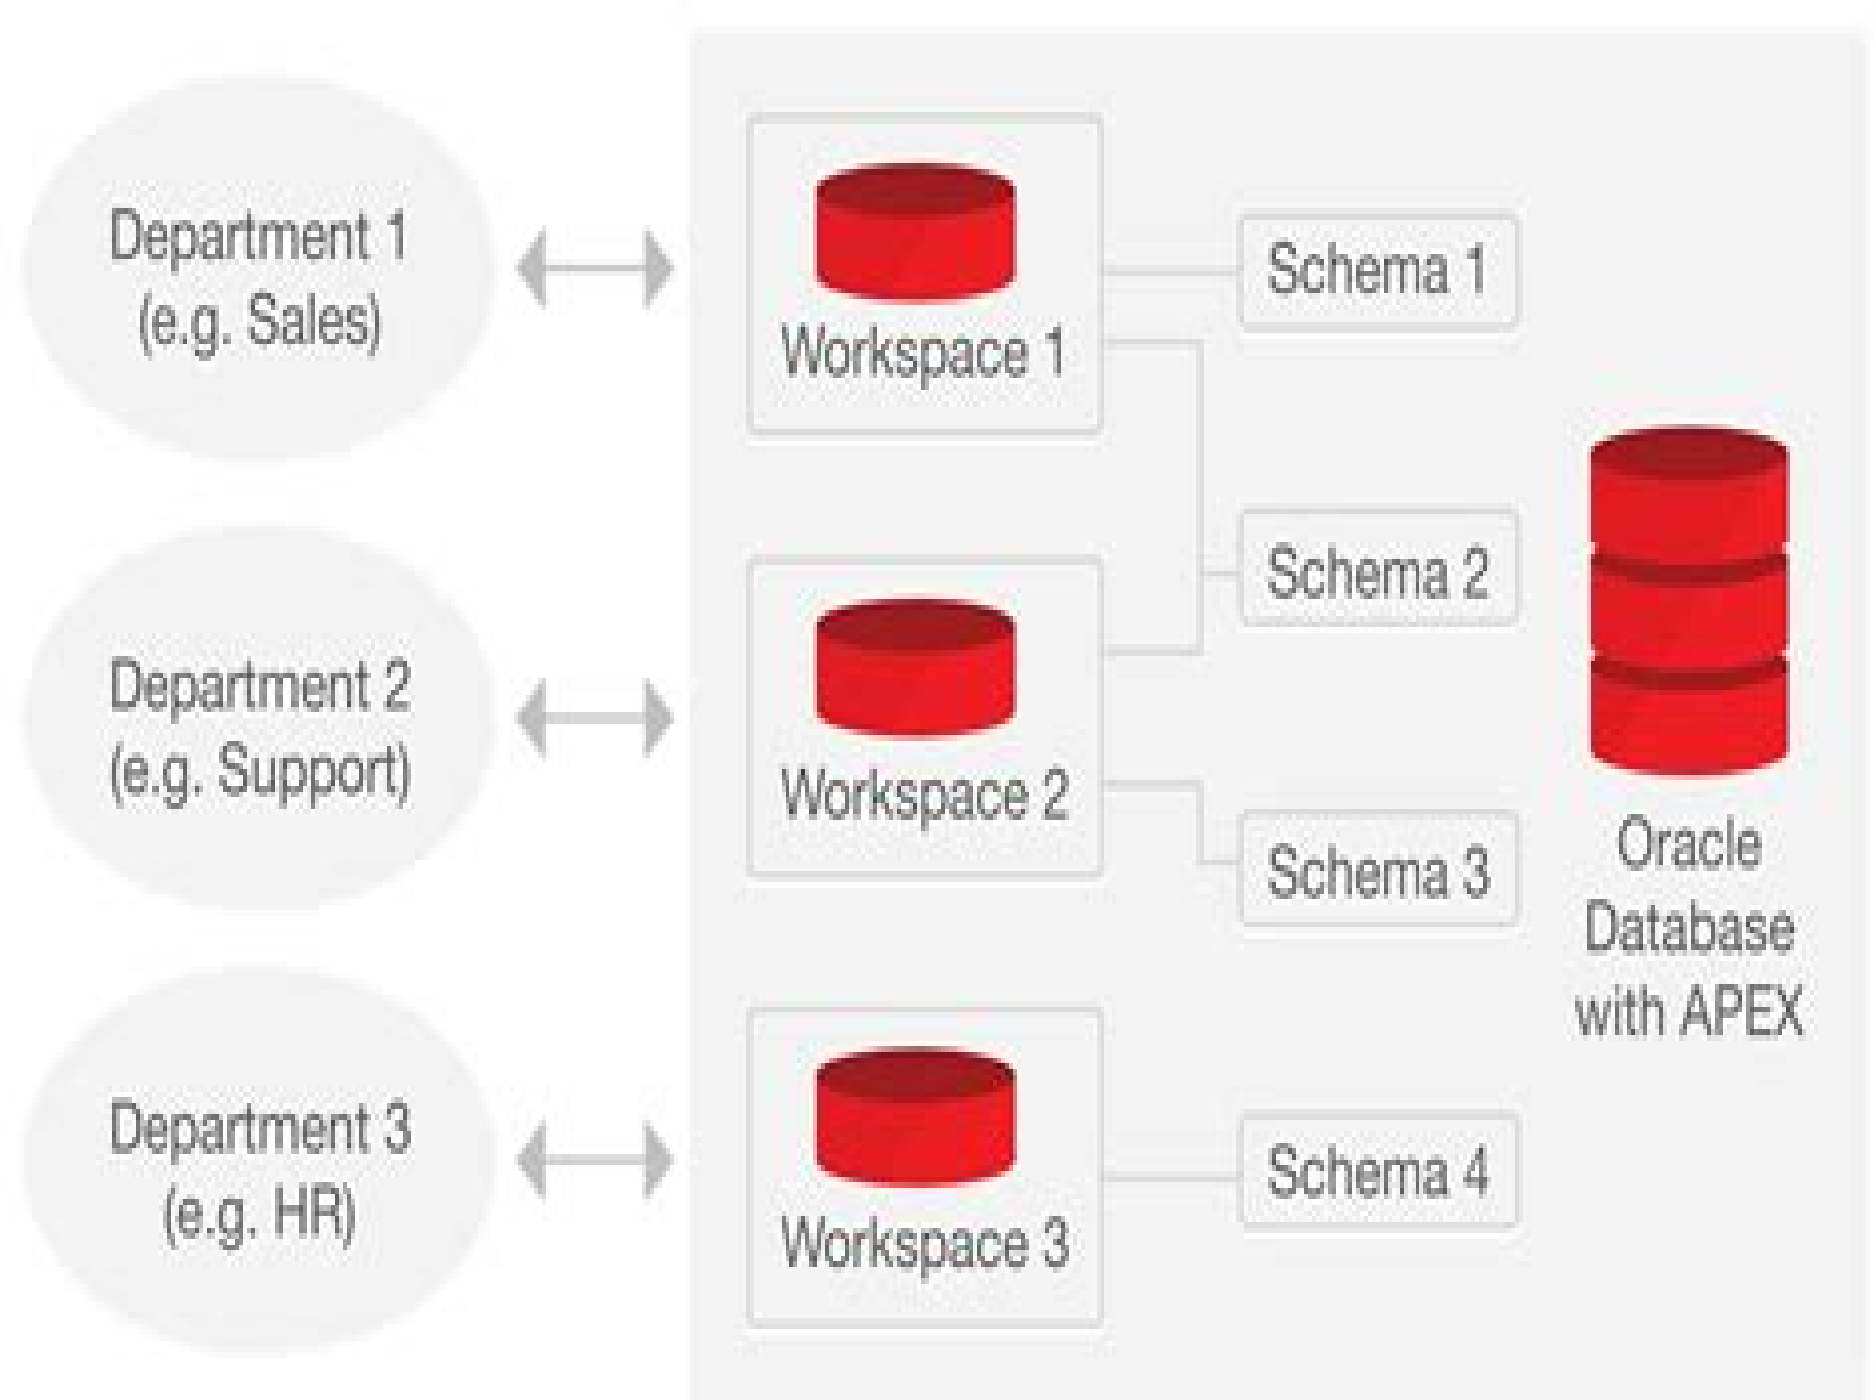 Department 1
(e.g. Sales)
Workspace 1
Schema 1
Schema 2
Department 2
(e.g. Support)
Workspace 2
Schema 3
Oracle
Database
with APEX
Department 3
(e.g. HR)
Workspace 3
Schema 4